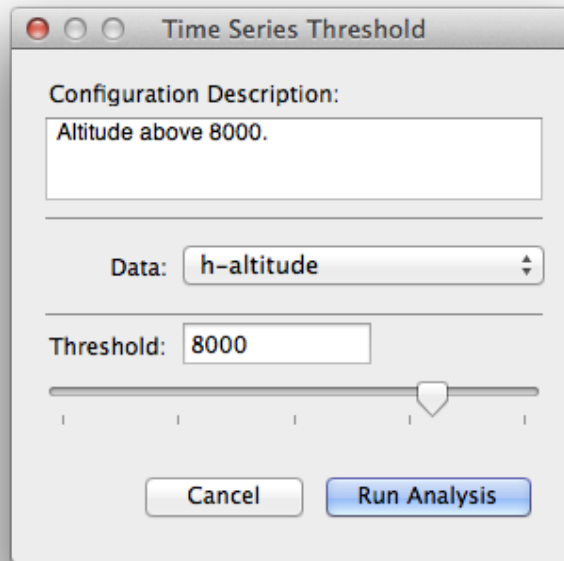 Time Series Threshold
Configuration Description:
Altitude above 8000.
Data: h-altitude
Threshold: 8000
Cancel Run Analysis